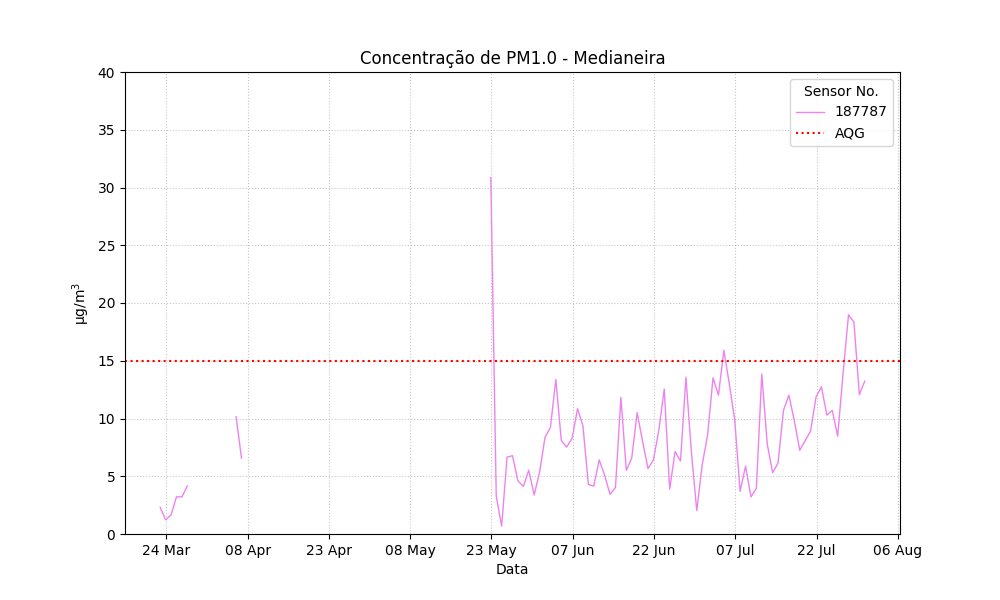 Concentração de PM1.0 - Medianeira
40
35
30
25
20
15
10
5
0
µg/m³
Sensor No.
187787
AQG
24 Mar
08 Apr
23 Apr
08 May
23 May
07 Jun
22 Jun
07 Jul
22 Jul
06 Aug
Data